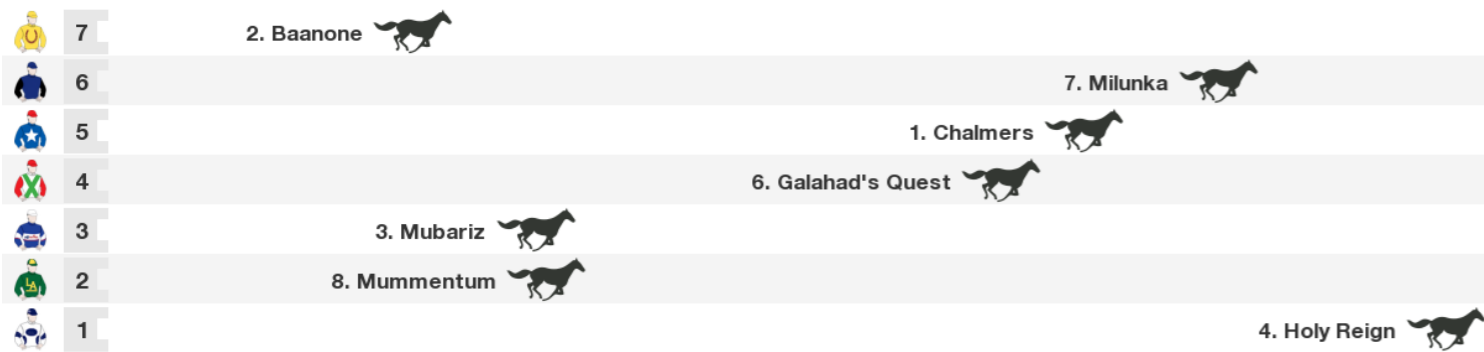 7 2. Baanone
6 7. Milunka
5 1. Chalmers
4 6. Galahad's Quest
3 3. Mubariz
2 8. Mummentum
1 4. Holy Reign